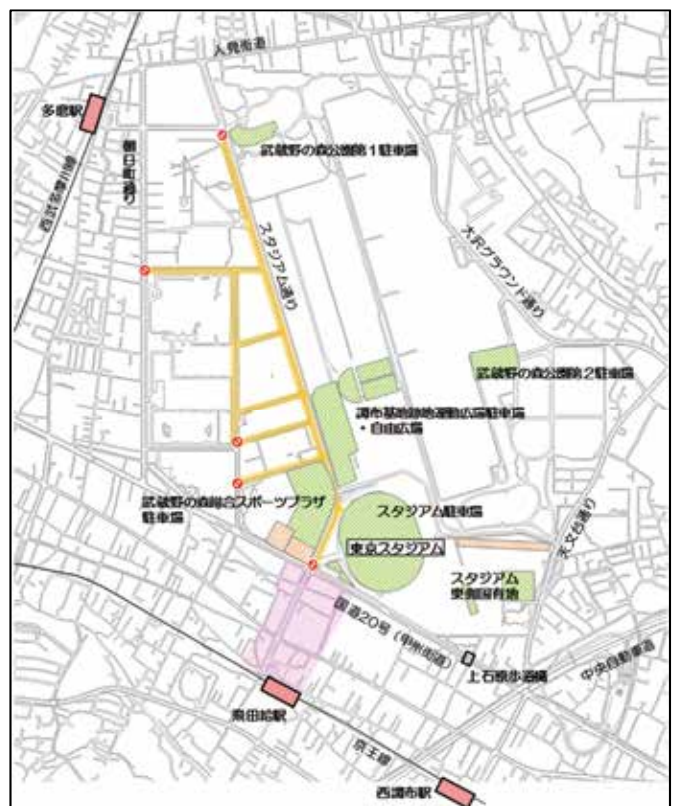 人見街道
多磨駅
朝日町通り
西武多摩川線
武蔵野の森公園第1駐車場
スタジアム通り
大沢グラウンド通り
武蔵野の森公園第2駐車場
調布基地跡地運動広場駐車場
・自由広場
武蔵野の森総合スポーツプラザ
駐車場
スタジアム駐車場
東京スタジアム
天文台通り
スタジアム
東側国有地
国道20号(甲州街道)
上石原歩道橋
中央自動車道
飛田給駅
京王線
西調布駅